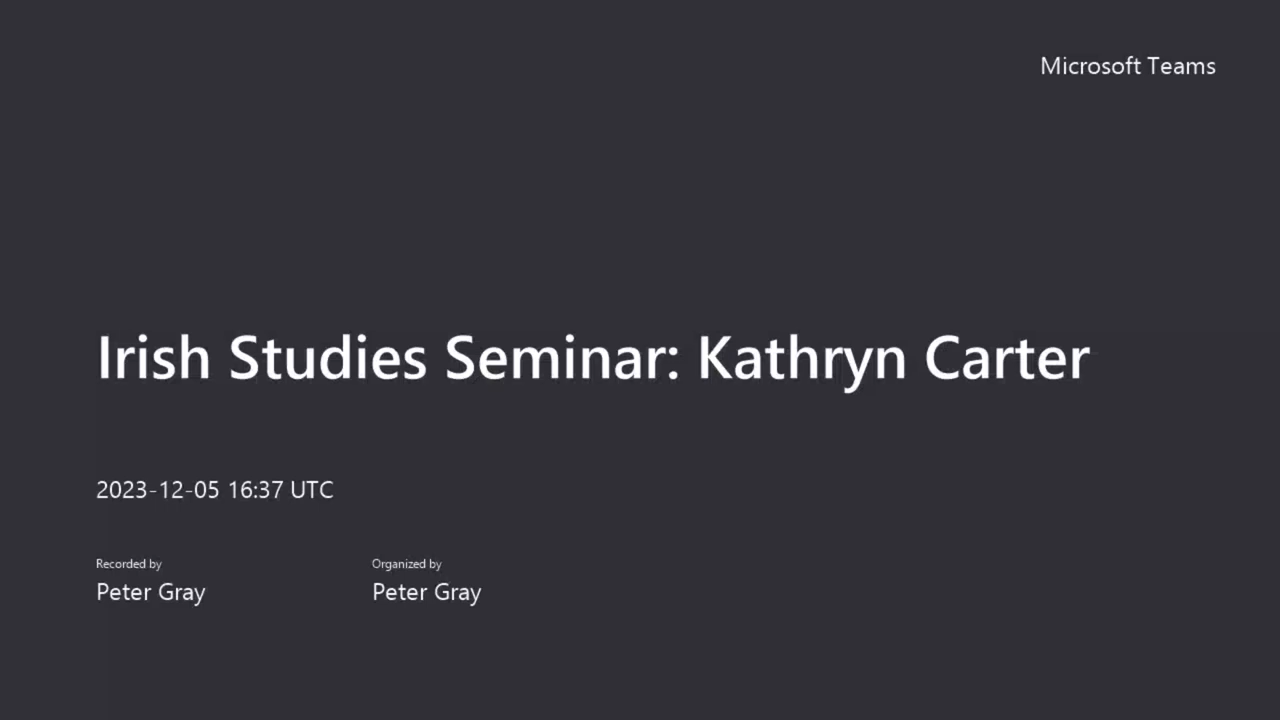 Microsoft Teams
Irish Studies Seminar: Kathryn Carter
2023-12-05 16:37 UTC
Recorded by
Peter Gray
Organized by
Peter Gray